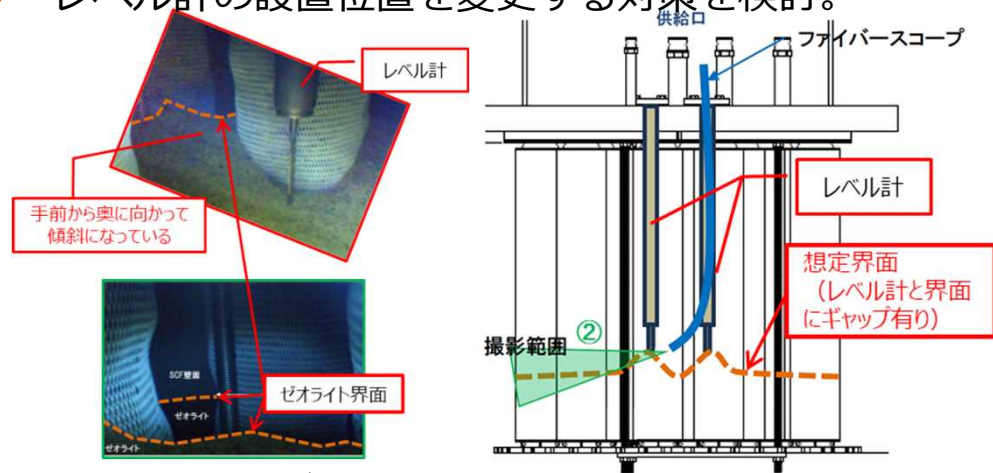 レベル計の設置位置を変更する対策を検討。
レベル計
手前から奥に向かって
傾斜になっている
SCF壁面
ゼオライト
ゼオライト
ゼオライト界面
供給口
ファイバースコープ
レベル計
想定界面
（レベル計と界面
にギャップ有り）
②
撮影範囲